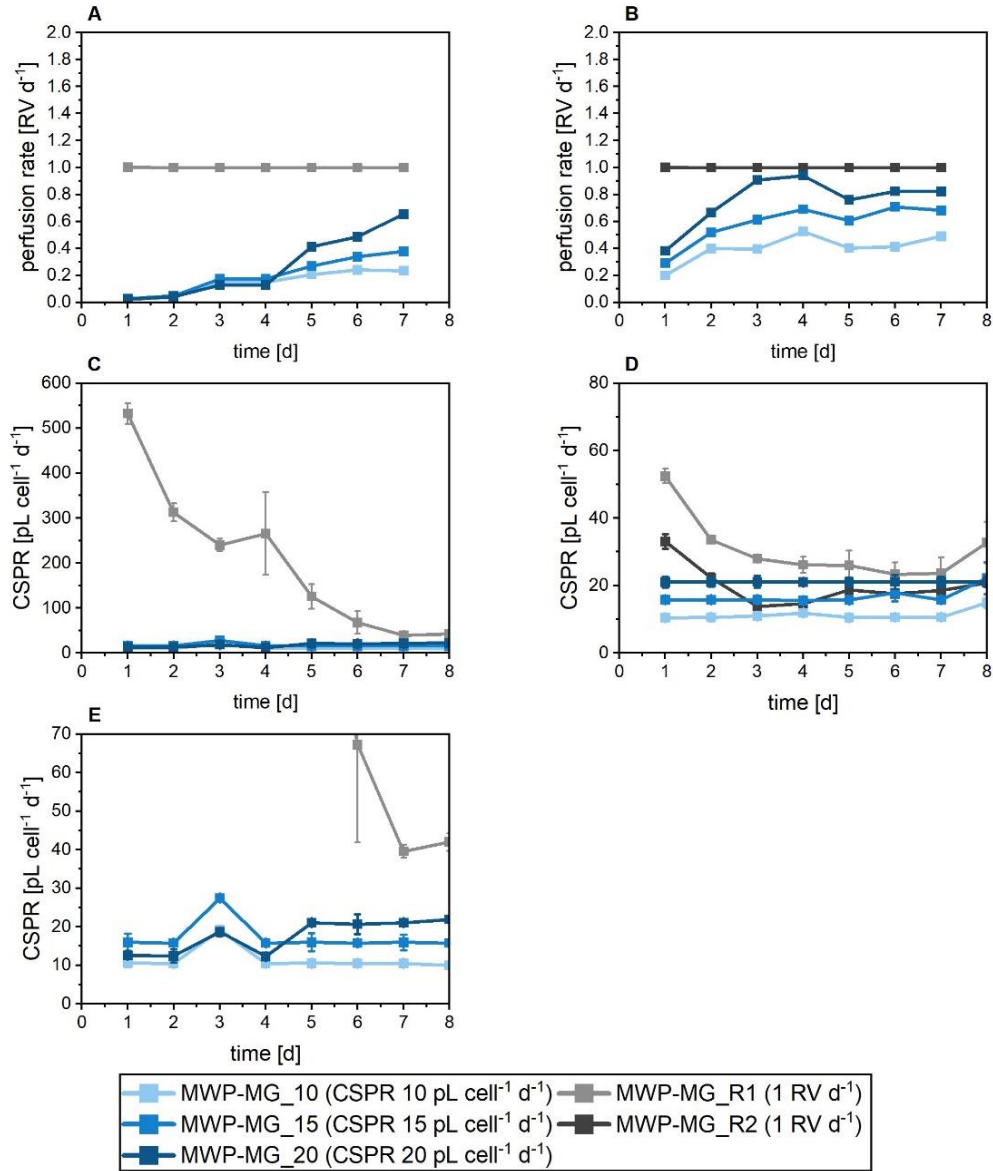 A
perfusion rate [RV d⁻¹]
2.0
1.8
1.6
1.4
1.2
1.0
0.8
0.6
0.4
0.2
0.0
0 1 2 3 4 5 6 7 8
time [d]
B
perfusion rate [RV d⁻¹]
2.0
1.8
1.6
1.4
1.2
1.0
0.8
0.6
0.4
0.2
0.0
0 1 2 3 4 5 6 7 8
time [d]
C
CSPR [pL cell⁻¹ d⁻¹]
600
500
400
300
200
100
0
0 1 2 3 4 5 6 7 8
time [d]
D
CSPR [pL cell⁻¹ d⁻¹]
80
60
40
20
0
0 1 2 3 4 5 6 7 8
time [d]
E
CSPR [pL cell⁻¹ d⁻¹]
70
60
50
40
30
20
10
0
0 1 2 3 4 5 6 7 8
time [d]
MWP-MG_10 (CSPR 10 pL cell⁻¹ d⁻¹)
MWP-MG_15 (CSPR 15 pL cell⁻¹ d⁻¹)
MWP-MG_20 (CSPR 20 pL cell⁻¹ d⁻¹)
MWP-MG_R1 (1 RV d⁻¹)
MWP-MG_R2 (1 RV d⁻¹)